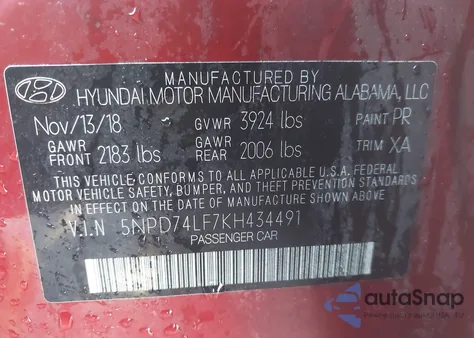 MANUFACTURED BY
HYUNDAI MOTOR MANUFACTURING ALABAMA, LLC
Nov/13/18 GVWR 3924 lbs PAINT PR
GAWR FRONT 2183 lbs GAWR REAR 2006 lbs TRIM XA
THIS VEHICLE CONFORMS TO ALL APPLICABLE FEDERAL
MOTOR VEHICLE SAFETY, BUMPER, AND THEFT PREVENTION STANDARDS
IN EFFECT ON THE DATE OF MANUFACTURE SHOWN ABOVE.
V.I.N 5NPD74LF7KH434491
PASSENGER CAR
autoSnap